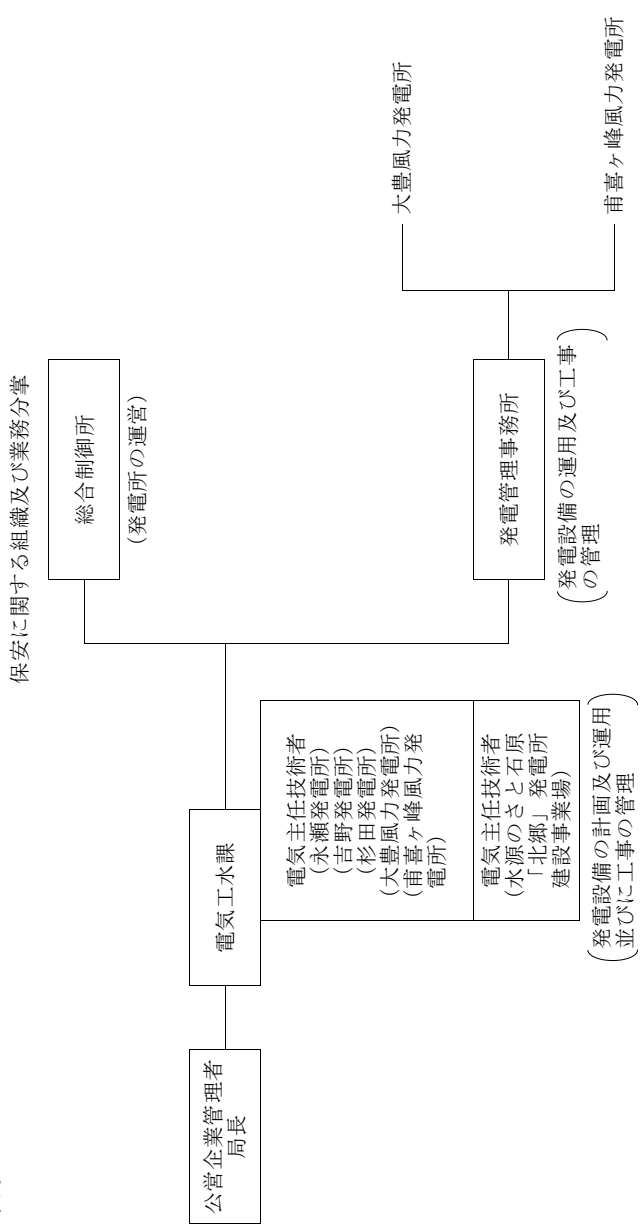 保安に関する組織及び業務分掌
公営企業管理者
局長
電気工水課
電気主任技術者
(永瀬発電所)
(吉野発電所)
(杉田発電所)
(大豊風力発電所)
(甫喜ヶ峰風力発
電所)
電気主任技術者
(水源のさと石原
「北郷」発電所
建設事業場)
(発電設備の計画及び運用
並びに工事の管理)
総合制御所
(発電所の運営)
発電管理事務所
(発電設備の運用及び工事
の管理)
大豊風力発電所
甫喜ヶ峰風力発電所